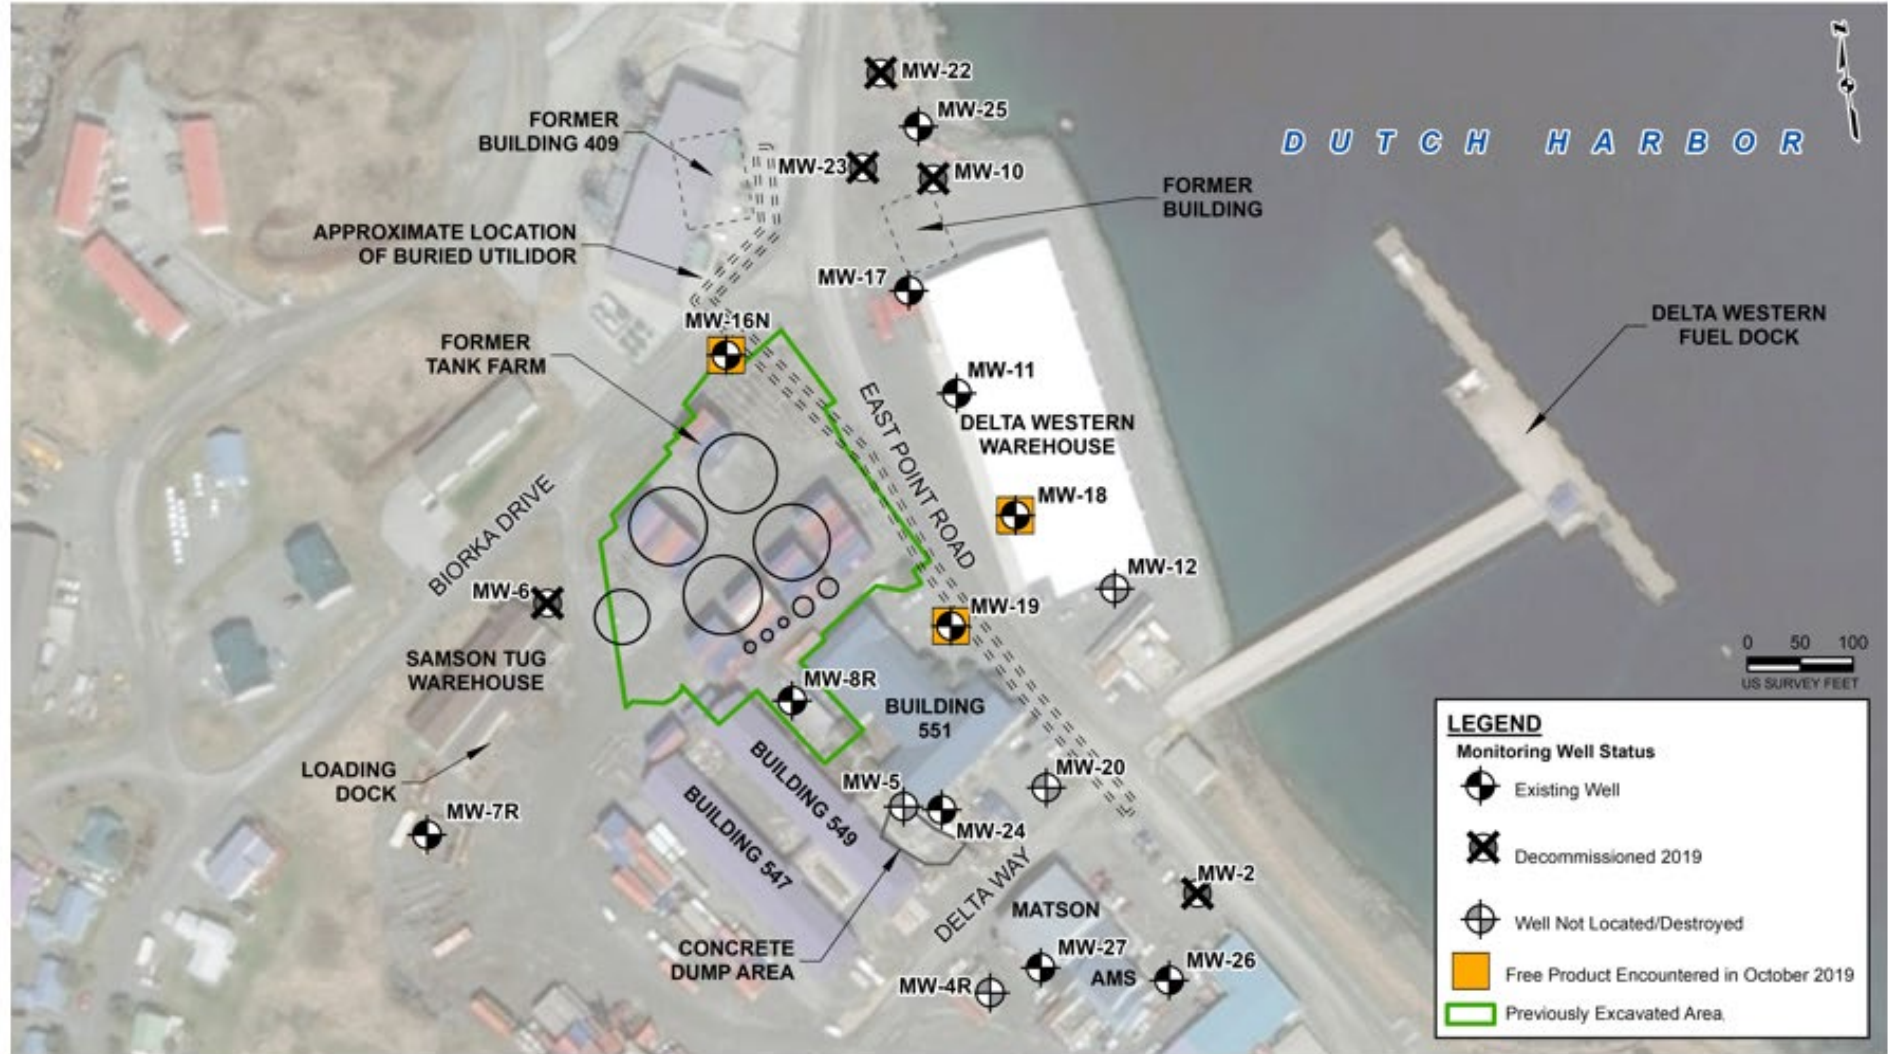 MW-22
MW-25
FORMER
BUILDING 409
MW-23
MW-10
DUTCH HARBOR
N
FORMER
BUILDING
APPROXIMATE LOCATION
OF BURIED UTILIDOR
MW-17
MW-16N
FORMER
TANK FARM
DELTA WESTERN
FUEL DOCK
MW-11
EAST POINT ROAD
DELTA WESTERN
WAREHOUSE
MW-18
BIORKA DRIVE
MW-6
MW-12
MW-19
SAMSON TUG
WAREHOUSE
0 50 100
US SURVEY FEET
MW-8R
BUILDING
551
LOADING
DOCK
MW-7R
BUILDING 549
BUILDING 547
MW-5
MW-24
MW-20
DELTA WAY
MW-2
MATSON
CONCRETE
DUMP AREA
MW-27
AMS
MW-26
MW-4R
LEGEND
Monitoring Well Status
Existing Well
Decommissioned 2019
Well Not Located/Destroyed
Free Product Encountered in October 2019
Previously Excavated Area